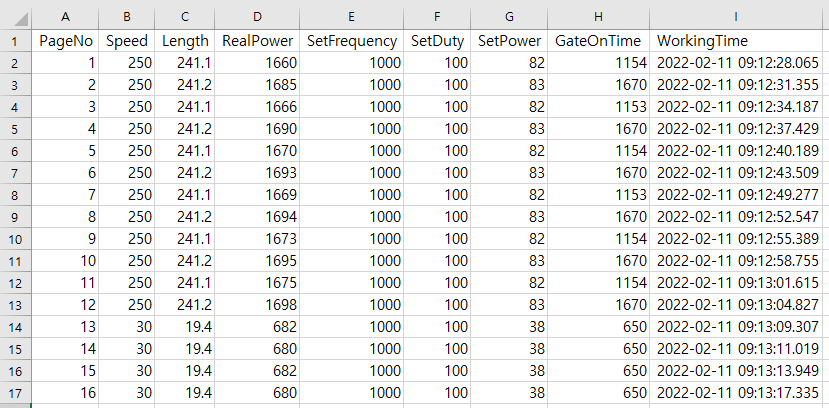 A B C D E F G H I
1 PageNo Speed Length RealPower SetFrequency SetDuty SetPower GateOnTime WorkingTime
2 1 250 241.1 1660 1000 100 82 1154 2022-02-11 09:12:28.065
3 2 250 241.2 1685 1000 100 83 1670 2022-02-11 09:12:31.355
4 3 250 241.1 1666 1000 100 82 1153 2022-02-11 09:12:34.187
5 4 250 241.2 1690 1000 100 83 1670 2022-02-11 09:12:37.429
6 5 250 241.1 1670 1000 100 82 1154 2022-02-11 09:12:40.189
7 6 250 241.2 1693 1000 100 83 1670 2022-02-11 09:12:43.509
8 7 250 241.1 1669 1000 100 82 1153 2022-02-11 09:12:49.277
9 8 250 241.2 1694 1000 100 83 1670 2022-02-11 09:12:52.547
10 9 250 241.1 1673 1000 100 82 1154 2022-02-11 09:12:55.389
11 10 250 241.2 1695 1000 100 83 1670 2022-02-11 09:12:58.755
12 11 250 241.1 1675 1000 100 82 1154 2022-02-11 09:13:01.615
13 12 250 241.2 1698 1000 100 83 1670 2022-02-11 09:13:04.827
14 13 30 19.4 682 1000 100 38 650 2022-02-11 09:13:09.307
15 14 30 19.4 680 1000 100 38 650 2022-02-11 09:13:11.019
16 15 30 19.4 682 1000 100 38 650 2022-02-11 09:13:13.949
17 16 30 19.4 680 1000 100 38 650 2022-02-11 09:13:17.335